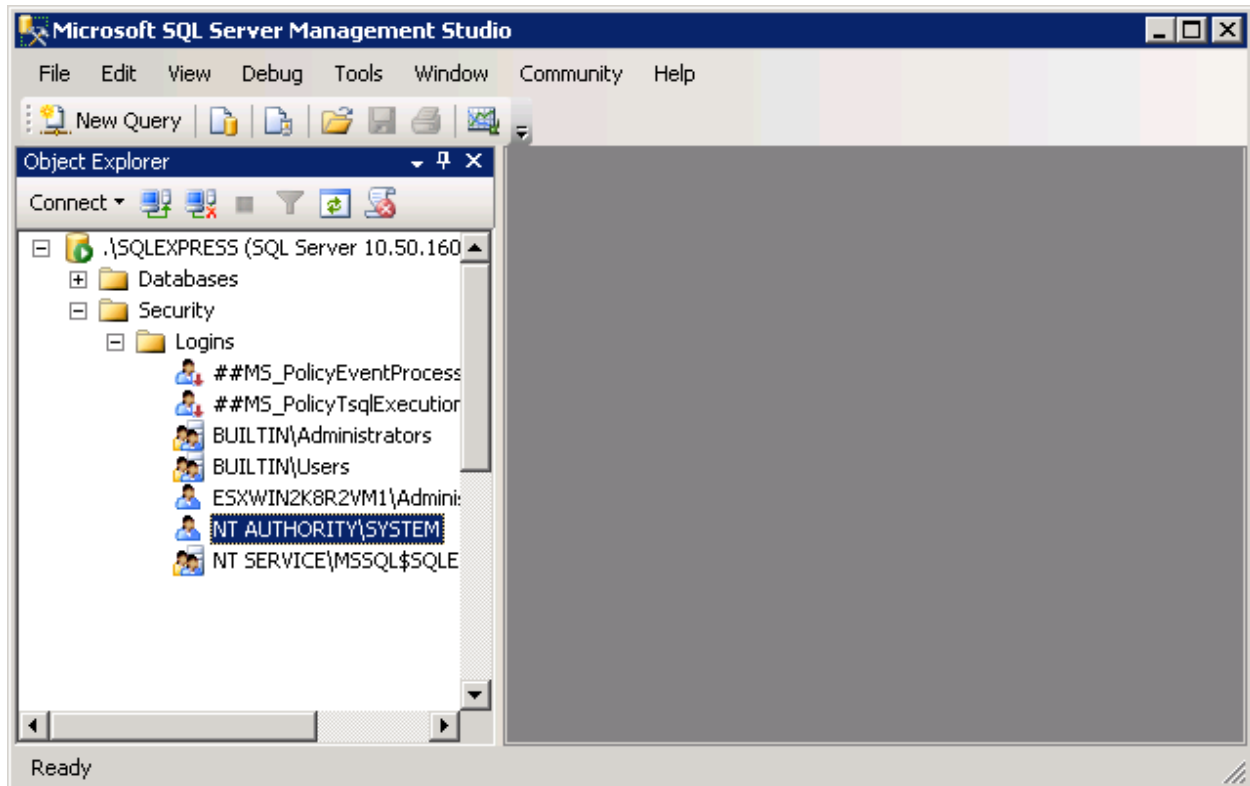 Microsoft SQL Server Management Studio
File Edit View Debug Tools Window Community Help
New Query
Object Explorer
Connect
.\SQLEXPRESS (SQL Server 10.50.160
Databases
Security
Logins
##MS_PolicyEventProcess
##MS_PolicyTsqlExecution
BUILTIN\Administrators
BUILTIN\Users
ESXWIN2K8R2VM1\Adminis
NT AUTHORITY\SYSTEM
NT SERVICE\MSSQL$SQLE
Ready